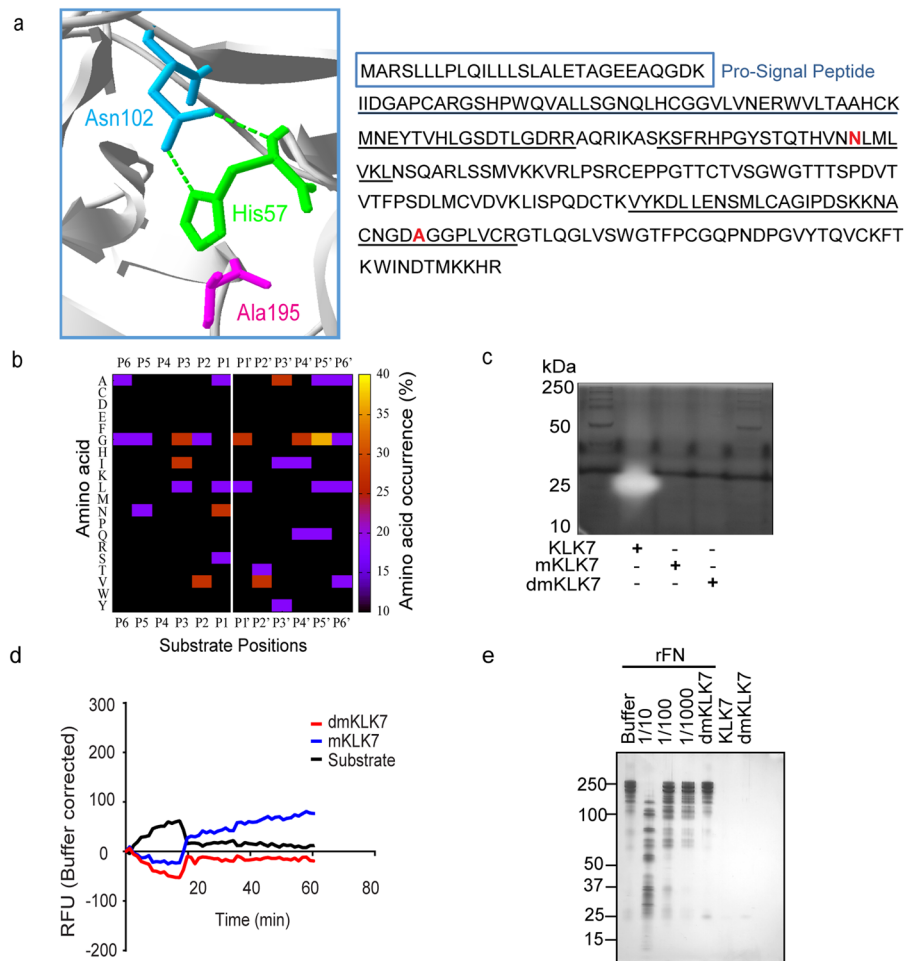 a
Asn102
His57
Ala195
MARSLLLPLQILLLSLALETAGEEAQGDK
Pro-Signal Peptide
IIDGAPCARGSHPWQVALLSGNQLHCGGVLVNERWVLTAAHCK
MNEYTVHLGSDTLGDRRAQRIKASKSFRHPGYSTQTHVNNLML
VKLNSQARLSSMVKKVRLPSRCEPPGTTCTVSGWGTTTSPDVT
VTFPSDLMCVDVKLISPQDCTKVYKDLLENSMLCAGIPDSKKNA
CNGDAGGPLVCRGTLQGLVSWGTFPCGQPNDPGVYTQVCKFT
KWINDTMKKHR
b
P6 P5 P4 P3 P2 P1 P1' P2' P3' P4' P5' P6'
Amino acid
A
C
D
E
F
G
H
I
K
L
M
N
P
Q
R
S
T
V
W
Y
P6 P5 P4 P3 P2 P1 P1' P2' P3' P4' P5' P6'
Substrate Positions
40
35
30
25
20
15
10
Amino acid occurrence (%)
c
kDa
250
50
25
10
KLK7 + - -
mKLK7 - + -
dmKLK7 - - +
d
RFU (Buffer corrected)
300
200
100
0
-100
-200
20 40 60 80
Time (min)
dmKLK7
mKLK7
Substrate
e
rFN
Buffer
1/10
1/100
1/1000
dmKLK7
KLK7
dmKLK7
250
100
50
37
25
15